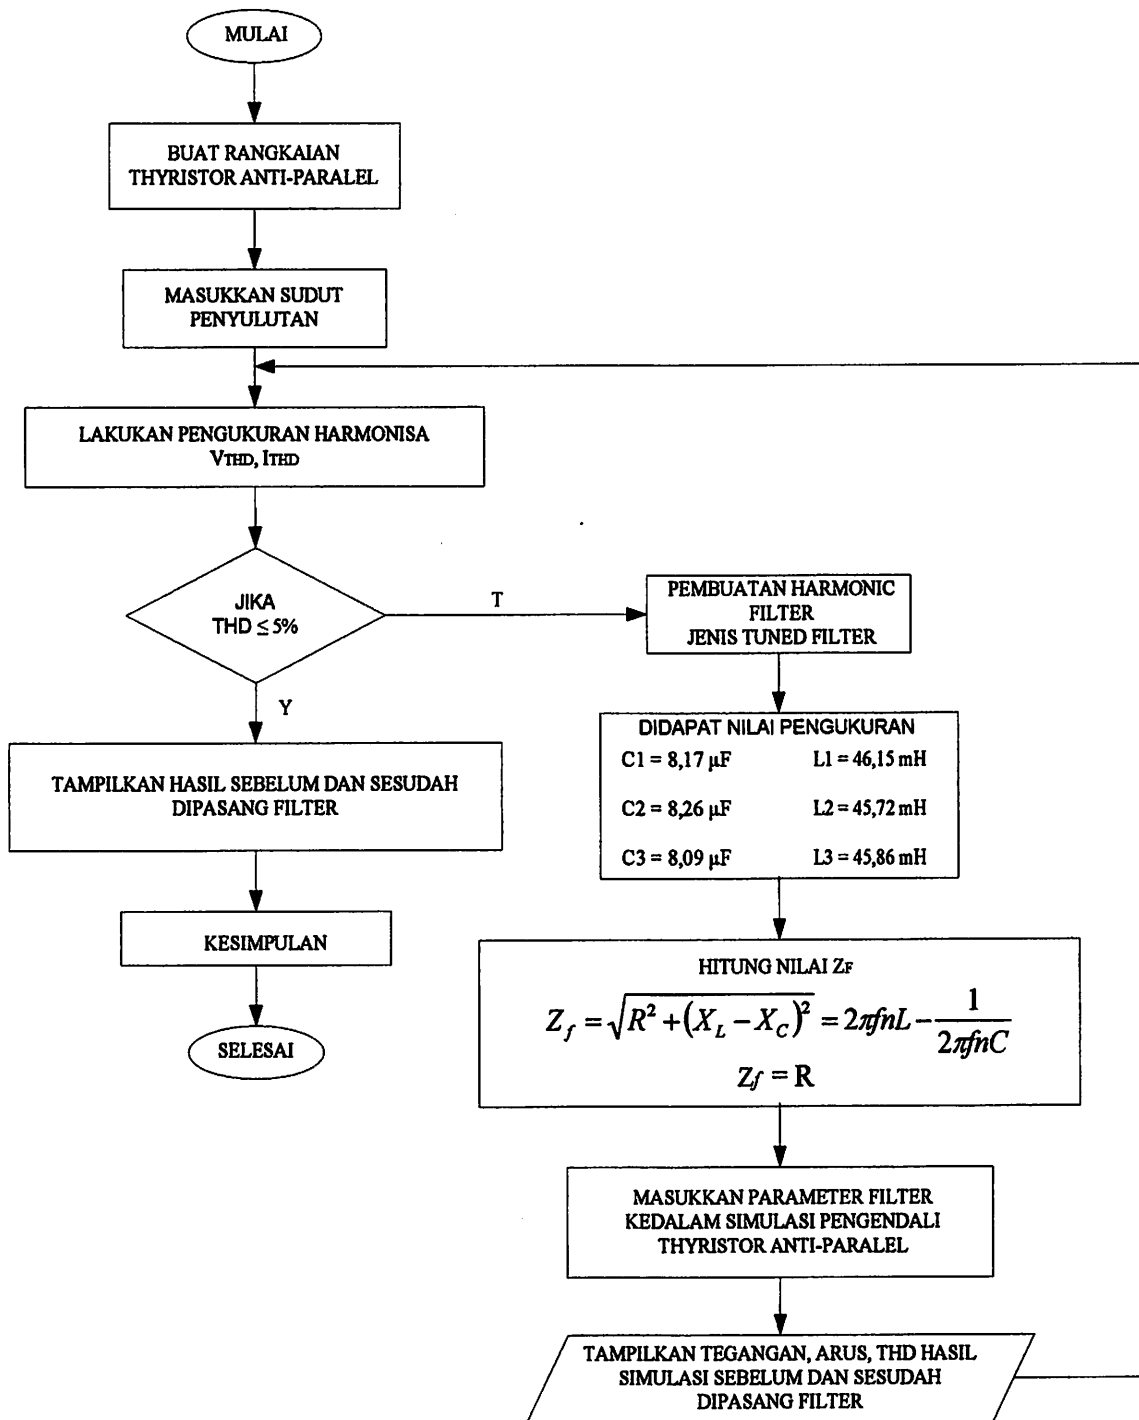 MULAI
BUAT RANGKAIAN
THYRISTOR ANTI-PARALEL
MASUKKAN SUDUT
PENYULUTAN
LAKUKAN PENGUKURAN HARMONISA
VTHD, ITHD
JIKA
THD ≤ 5%
T
Y
TAMPILKAN HASIL SEBELUM DAN SESUDAH
DIPASANG FILTER
KESIMPULAN
SELESAI
PEMBUATAN HARMONIC
FILTER
JENIS TUNED FILTER
DIDAPAT NILAI PENGUKURAN
C1 = 8,17 µF L1 = 46,15 mH
C2 = 8,26 µF L2 = 45,72 mH
C3 = 8,09 µF L3 = 45,86 mH
HITUNG NILAI ZF
Z_f = √(R² + (X_L − X_C)²) = 2πfnL − 1/(2πfnC)
Z_f = R
MASUKKAN PARAMETER FILTER
KEDALAM SIMULASI PENGENDALI
THYRISTOR ANTI-PARALEL
TAMPILKAN TEGANGAN, ARUS, THD HASIL
SIMULASI SEBELUM DAN SESUDAH
DIPASANG FILTER